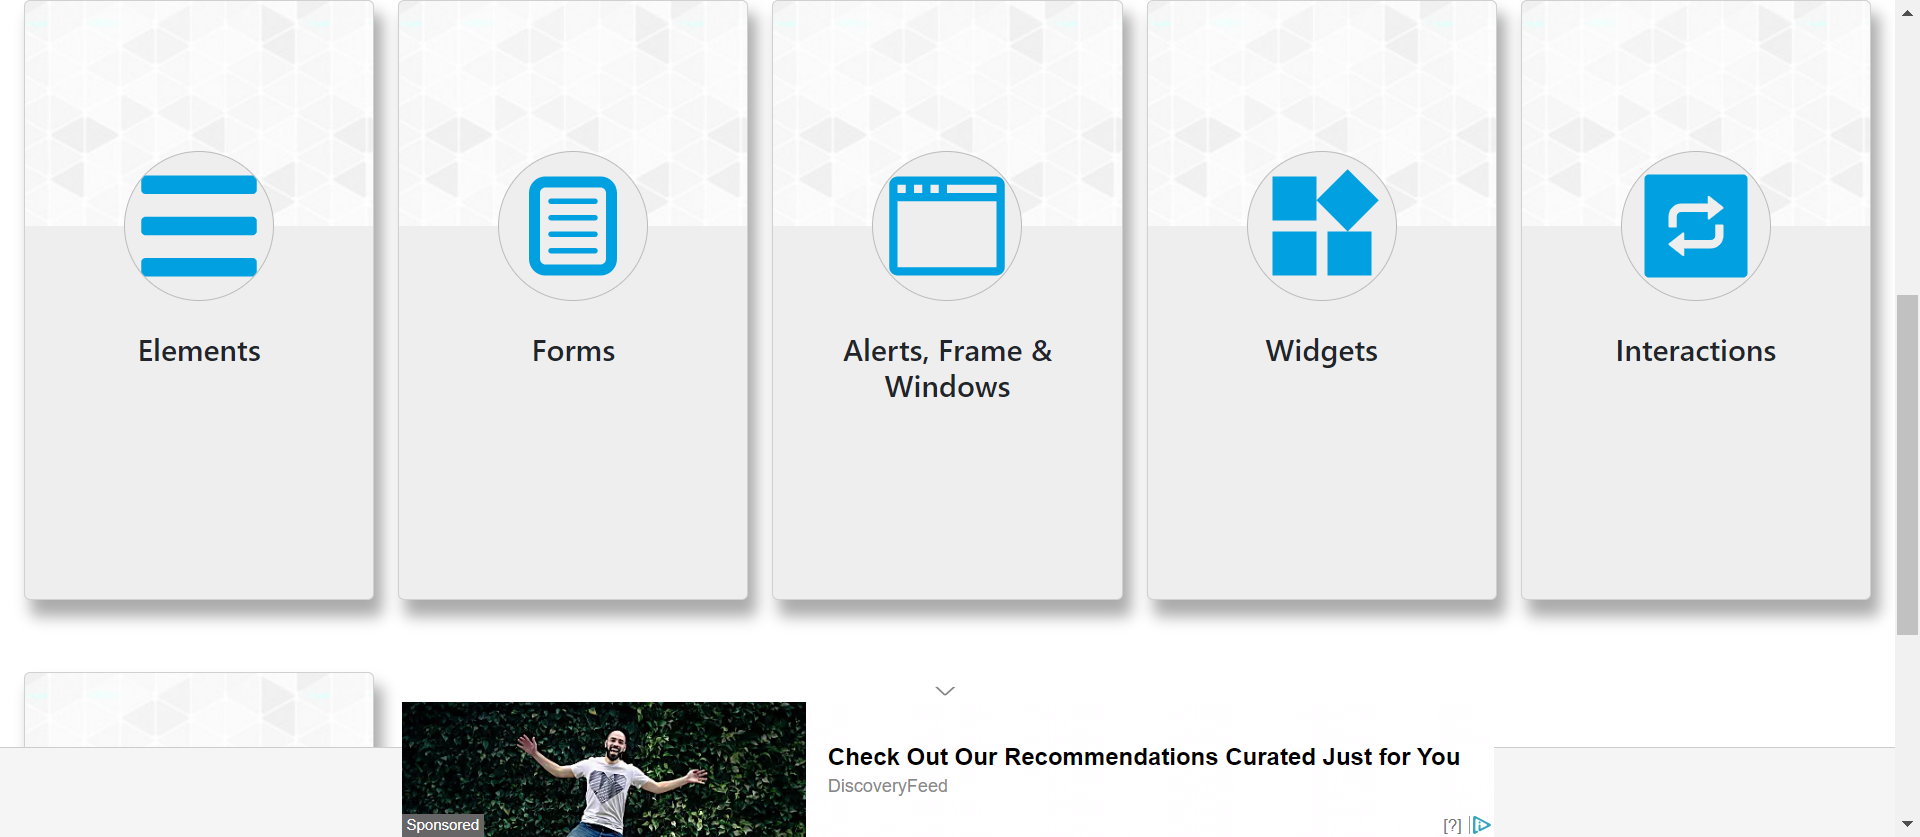 Elements
Forms
Alerts, Frame &
Windows
Widgets
Interactions
Check Out Our Recommendations Curated Just for You
DiscoveryFeed
Sponsored
[?]